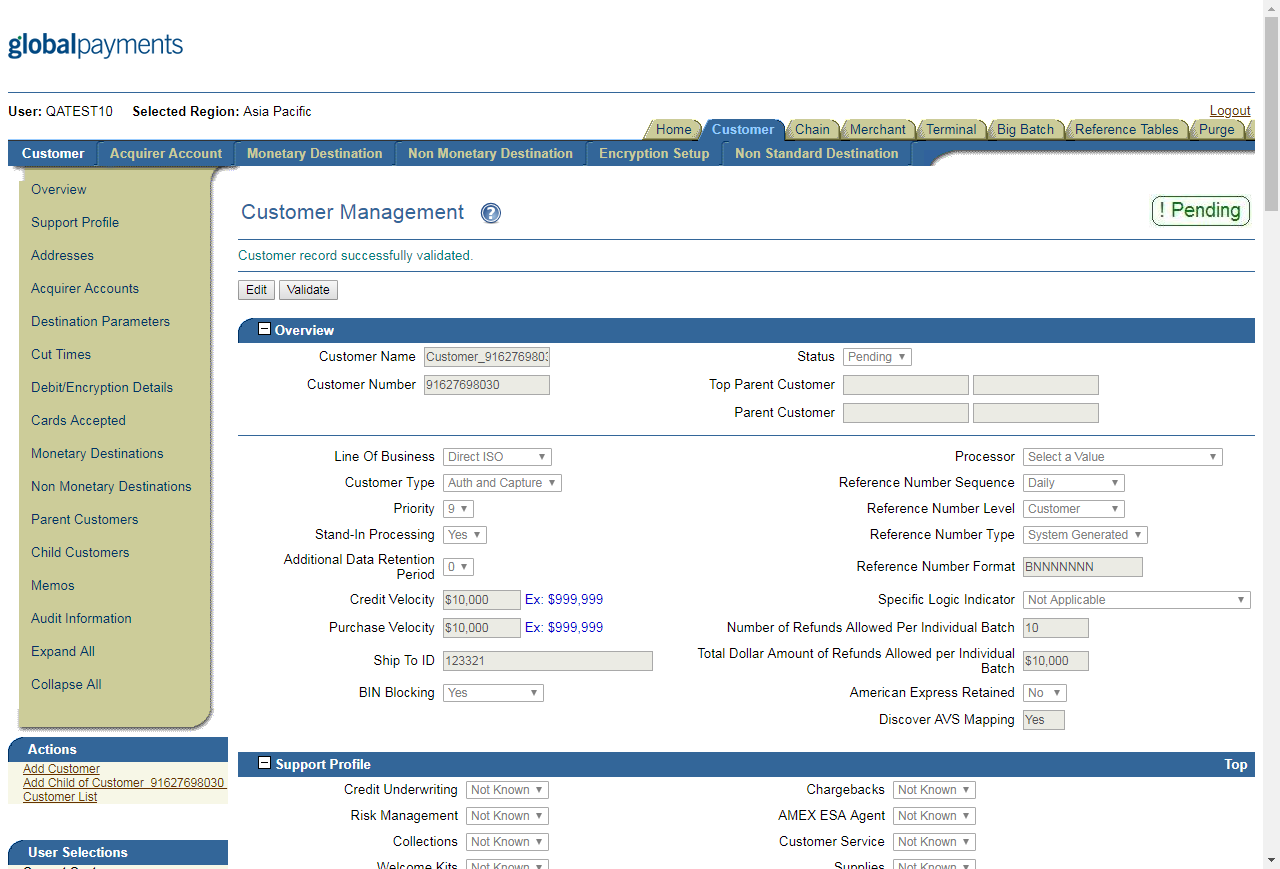 globalpayments
User: QATEST10 Selected Region: Asia Pacific
Logout
Home Customer Chain Merchant Terminal Big Batch Reference Tables Purge
Customer Acquirer Account Monetary Destination Non Monetary Destination Encryption Setup Non Standard Destination
Overview
Support Profile
Addresses
Acquirer Accounts
Destination Parameters
Cut Times
Debit/Encryption Details
Cards Accepted
Monetary Destinations
Non Monetary Destinations
Parent Customers
Child Customers
Memos
Audit Information
Expand All
Collapse All
Actions
Add Customer
Add Child of Customer_91627698030
Customer List
User Selections
Customer Management ?
! Pending
Customer record successfully validated.
Edit Validate
Overview
Customer Name Customer_9162769803 Status Pending
Customer Number 91627698030 Top Parent Customer
Parent Customer
Line Of Business Direct ISO Processor Select a Value
Customer Type Auth and Capture Reference Number Sequence Daily
Priority 9 Reference Number Level Customer
Stand-In Processing Yes Reference Number Type System Generated
Additional Data Retention
Period 0 Reference Number Format BNNNNNNN
Credit Velocity $10,000 Ex: $999,999 Specific Logic Indicator Not Applicable
Purchase Velocity $10,000 Ex: $999,999 Number of Refunds Allowed Per Individual Batch 10
Ship To ID 123321 Total Dollar Amount of Refunds Allowed per Individual
Batch $10,000
BIN Blocking Yes American Express Retained No
Discover AVS Mapping Yes
Support Profile Top
Credit Underwriting Not Known Chargebacks Not Known
Risk Management Not Known AMEX ESA Agent Not Known
Collections Not Known Customer Service Not Known
Welcome Kits Not Known Supplies Not Known